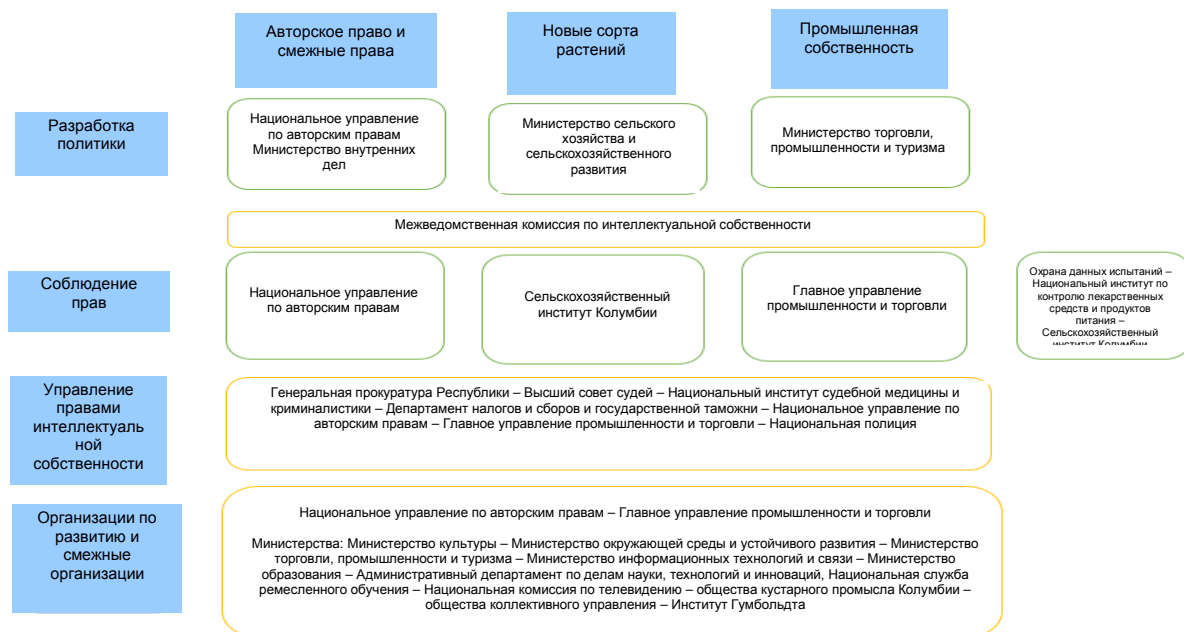 Авторское право и
смежные права
Новые сорта
растений
Промышленная
собственность
Разработка
политики
Национальное управление
по авторским правам
Министерство внутренних
дел
Министерство сельского
хозяйства и
сельскохозяйственного
развития
Министерство торговли,
промышленности и туризма
Межведомственная комиссия по интеллектуальной собственности
Соблюдение
прав
Национальное управление
по авторским правам
Сельскохозяйственный
институт Колумбии
Главное управление
промышленности и торговли
Охрана данных испытаний –
Национальный институт по
контролю лекарственных
средств и продуктов
питания –
Сельскохозяйственный
институт Колумбии
Управление
правами
интеллектуаль
ной
собственности
Генеральная прокуратура Республики – Высший совет судей – Национальный институт судебной медицины и
криминалистики – Департамент налогов и сборов и государственной таможни – Национальное управление по
авторским правам – Главное управление промышленности и торговли – Национальная полиция
Организации по
развитию и
смежные
организации
Национальное управление по авторским правам – Главное управление промышленности и торговли
Министерства: Министерство культуры – Министерство окружающей среды и устойчивого развития – Министерство
торговли, промышленности и туризма – Министерство информационных технологий и связи – Министерство
образования – Административный департамент по делам науки, технологий и инноваций, Национальная служба
ремесленного обучения – Национальная комиссия по телевидению – общества кустарного промысла Колумбии –
общества коллективного управления – Институт Гумбольдта